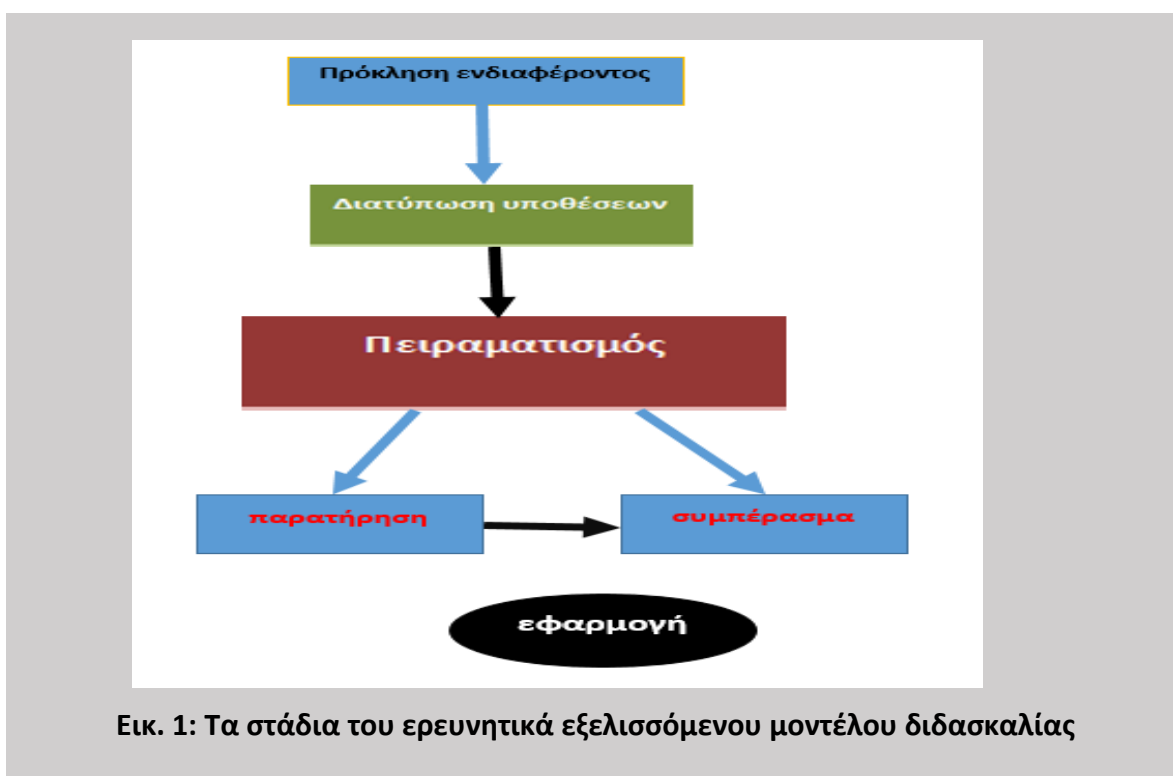 Πρόκληση ενδιαφέροντος
Διατύπωση υποθέσεων
Πειραματισμός
παρατήρηση
συμπέρασμα
εφαρμογή
Εικ. 1: Τα στάδια του ερευνητικά εξελισσόμενου μοντέλου διδασκαλίας